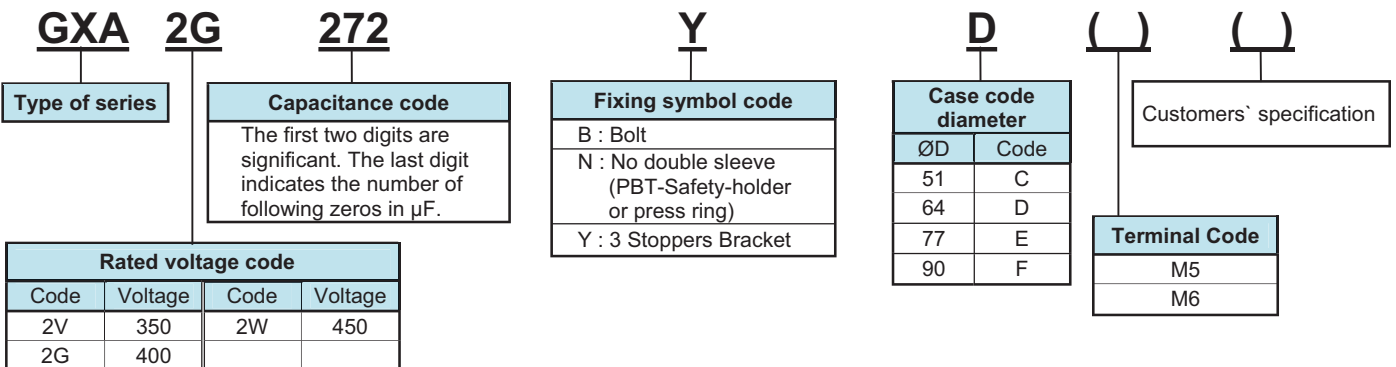 GXA 2G 272 Y D ( ) ( )
Type of series
Capacitance code
The first two digits are
significant. The last digit
indicates the number of
following zeros in µF.
Rated voltage code
Code Voltage Code Voltage
2V 350 2W 450
2G 400
Fixing symbol code
B : Bolt
N : No double sleeve
(PBT-Safety-holder
or press ring)
Y : 3 Stoppers Bracket
Case code
diameter
ØD Code
51 C
64 D
77 E
90 F
Terminal Code
M5
M6
Customers` specification